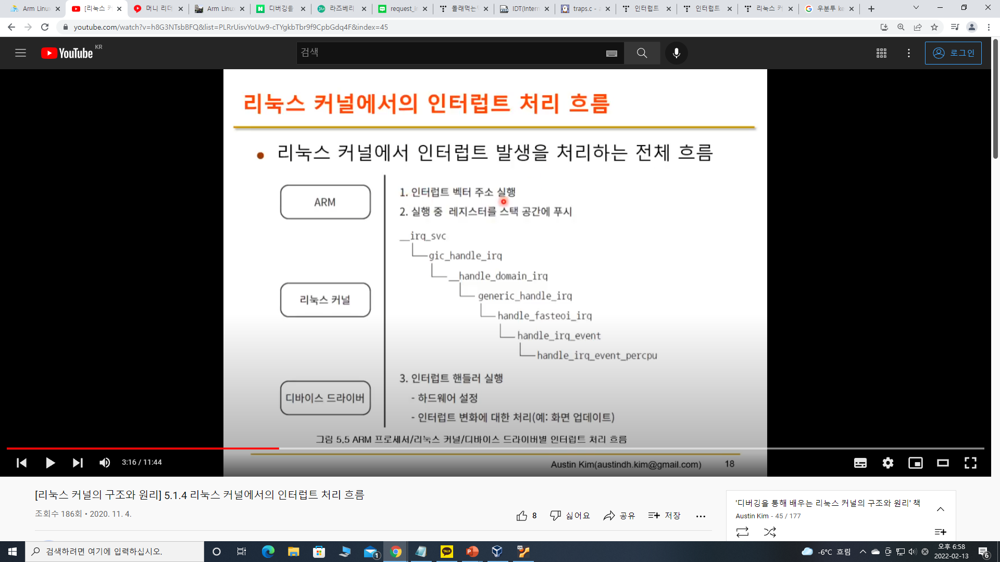 Arm Linux
[리눅스 커
머니 리더
Arm Linux
디버깅을
라즈베리
request_ir
몰래먹는
IDT(Interr
traps.c - a
인터럽트
인터럽트
리눅스 커
우분투 ke
youtube.com/watch?v=h8G3NTsbBFQ&list=PLRrUisvYoUw9-cTYgkbTbr9f9CpbGdq4F&index=45
YouTube KR
검색
로그인
리눅스 커널에서의 인터럽트 처리 흐름
• 리눅스 커널에서 인터럽트 발생을 처리하는 전체 흐름
ARM
1. 인터럽트 벡터 주소 실행
2. 실행 중 레지스터를 스택 공간에 푸시
__irq_svc
gic_handle_irq
__handle_domain_irq
generic_handle_irq
리눅스 커널
handle_fasteoi_irq
handle_irq_event
handle_irq_event_percpu
3. 인터럽트 핸들러 실행
디바이스 드라이버
- 하드웨어 설정
- 인터럽트 변화에 대한 처리(예: 화면 업데이트)
그림 5.5 ARM 프로세서/리눅스 커널/디바이스 드라이버별 인터럽트 처리 흐름
3:16 / 11:44
Austin Kim(austindh.kim@gmail.com) 18
[리눅스 커널의 구조와 원리] 5.1.4 리눅스 커널에서의 인터럽트 처리 흐름
조회수 186회 • 2020. 11. 4.
8 싫어요 공유 저장
'디버깅을 통해 배우는 리눅스 커널의 구조와 원리' 책
Austin Kim - 45 / 177
검색하려면 여기에 입력하십시오.
1
TALK
-6°C 흐림
오후 6:58
2022-02-13
6